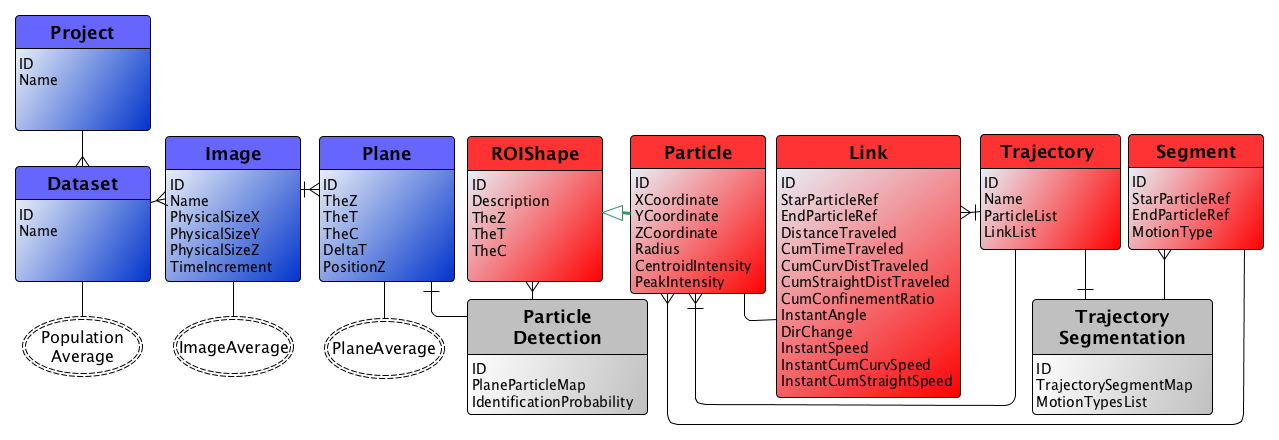 Project
ID
Name
Dataset
ID
Name
Population
Average
Image
ID
Name
PhysicalSizeX
PhysicalSizeY
PhysicalSizeZ
TimeIncrement
ImageAverage
Plane
ID
TheZ
TheT
TheC
DeltaT
PositionZ
PlaneAverage
ROIShape
ID
Description
TheZ
TheT
TheC
Particle
Detection
ID
PlaneParticleMap
IdentificationProbability
Particle
ID
XCoordinate
YCoordinate
ZCoordinate
Radius
CentroidIntensity
PeakIntensity
Link
ID
StarParticleRef
EndParticleRef
DistanceTraveled
CumTimeTraveled
CumCurvDistTraveled
CumStraightDistTraveled
CumConfinementRatio
InstantAngle
DirChange
InstantSpeed
InstantCumCurvSpeed
InstantCumStraightSpeed
Trajectory
ID
Name
ParticleList
LinkList
Segment
ID
StarParticleRef
EndParticleRef
MotionType
Trajectory
Segmentation
ID
TrajectorySegmentMap
MotionTypesList